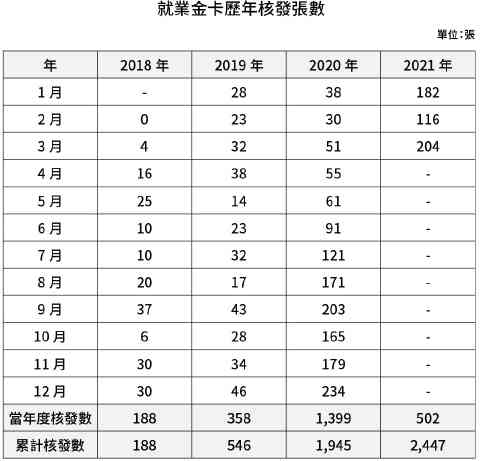 就業金卡歷年核發張數
單位：張
年 2018 年 2019 年 2020 年 2021 年
1 月 - 28 38 182
2 月 0 23 30 116
3 月 4 32 51 204
4 月 16 38 55 -
5 月 25 14 61 -
6 月 10 23 91 -
7 月 10 32 121 -
8 月 20 17 171 -
9 月 37 43 203 -
10 月 6 28 165 -
11 月 30 34 179 -
12 月 30 46 234 -
當年度核發數 188 358 1,399 502
累計核發數 188 546 1,945 2,447